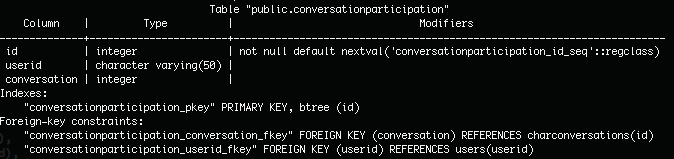 Table "public.conversationparticipation"
Column | Type | Modifiers
--------------+-----------------------+---------------------------------------------------------------------
id | integer | not null default nextval('conversationparticipation_id_seq'::regclass)
userid | character varying(50) |
conversation | integer |
Indexes:
"conversationparticipation_pkey" PRIMARY KEY, btree (id)
Foreign-key constraints:
"conversationparticipation_conversation_fkey" FOREIGN KEY (conversation) REFERENCES charconversations(id)
"conversationparticipation_userid_fkey" FOREIGN KEY (userid) REFERENCES users(userid)